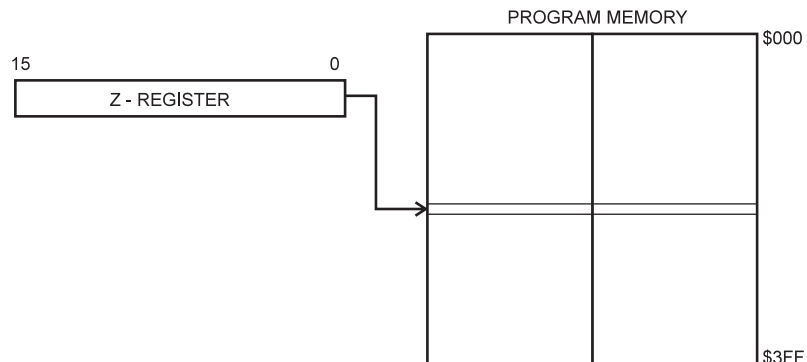 PROGRAM MEMORY
$000
15 0
Z - REGISTER
$3FF